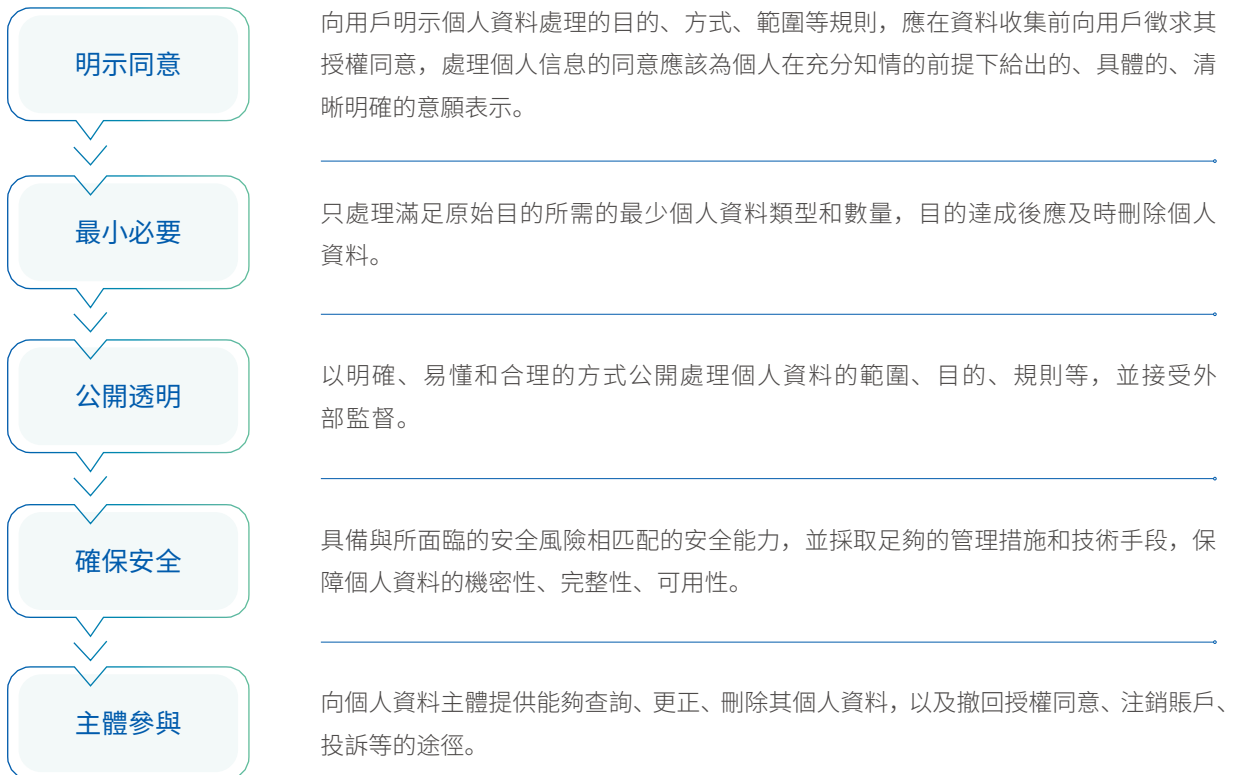 明示同意
向用戶明示個人資料處理的目的、方式、範圍等規則，應在資料收集前向用戶徵求其
授權同意，處理個人信息的同意應該為個人在充分知情的前提下給出的、具體的、清
晰明確的意願表示。
最小必要
只處理滿足原始目的所需的最少個人資料類型和數量，目的達成後應及時刪除個人
資料。
公開透明
以明確、易懂和合理的方式公開處理個人資料的範圍、目的、規則等，並接受外
部監督。
確保安全
具備與所面臨的安全風險相匹配的安全能力，並採取足夠的管理措施和技術手段，保
障個人資料的機密性、完整性、可用性。
主體參與
向個人資料主體提供能夠查詢、更正、刪除其個人資料，以及撤回授權同意、注銷賬戶、
投訴等的途徑。